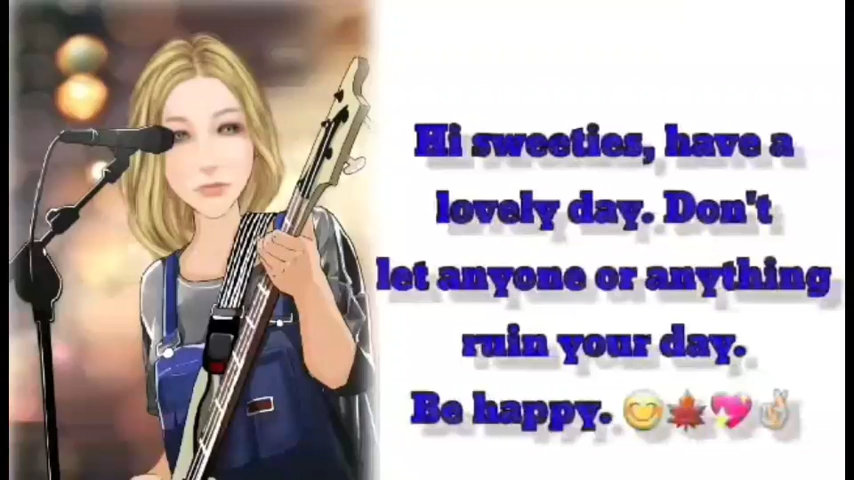 Hi sweeties, have a
lovely day. Don't
let anyone or anything
ruin your day.
Be happy. 😊🍁💖🤞🏻